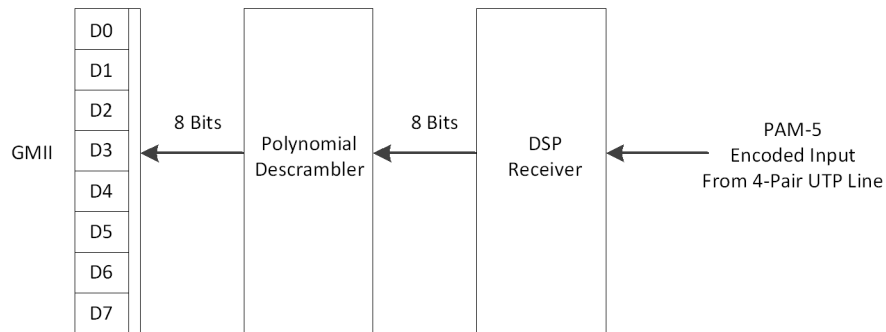 D0
D1
D2
D3
D4
D5
D6
D7
GMII
8 Bits
Polynomial
Descrambler
8 Bits
DSP
Receiver
PAM-5
Encoded Input
From 4-Pair UTP Line